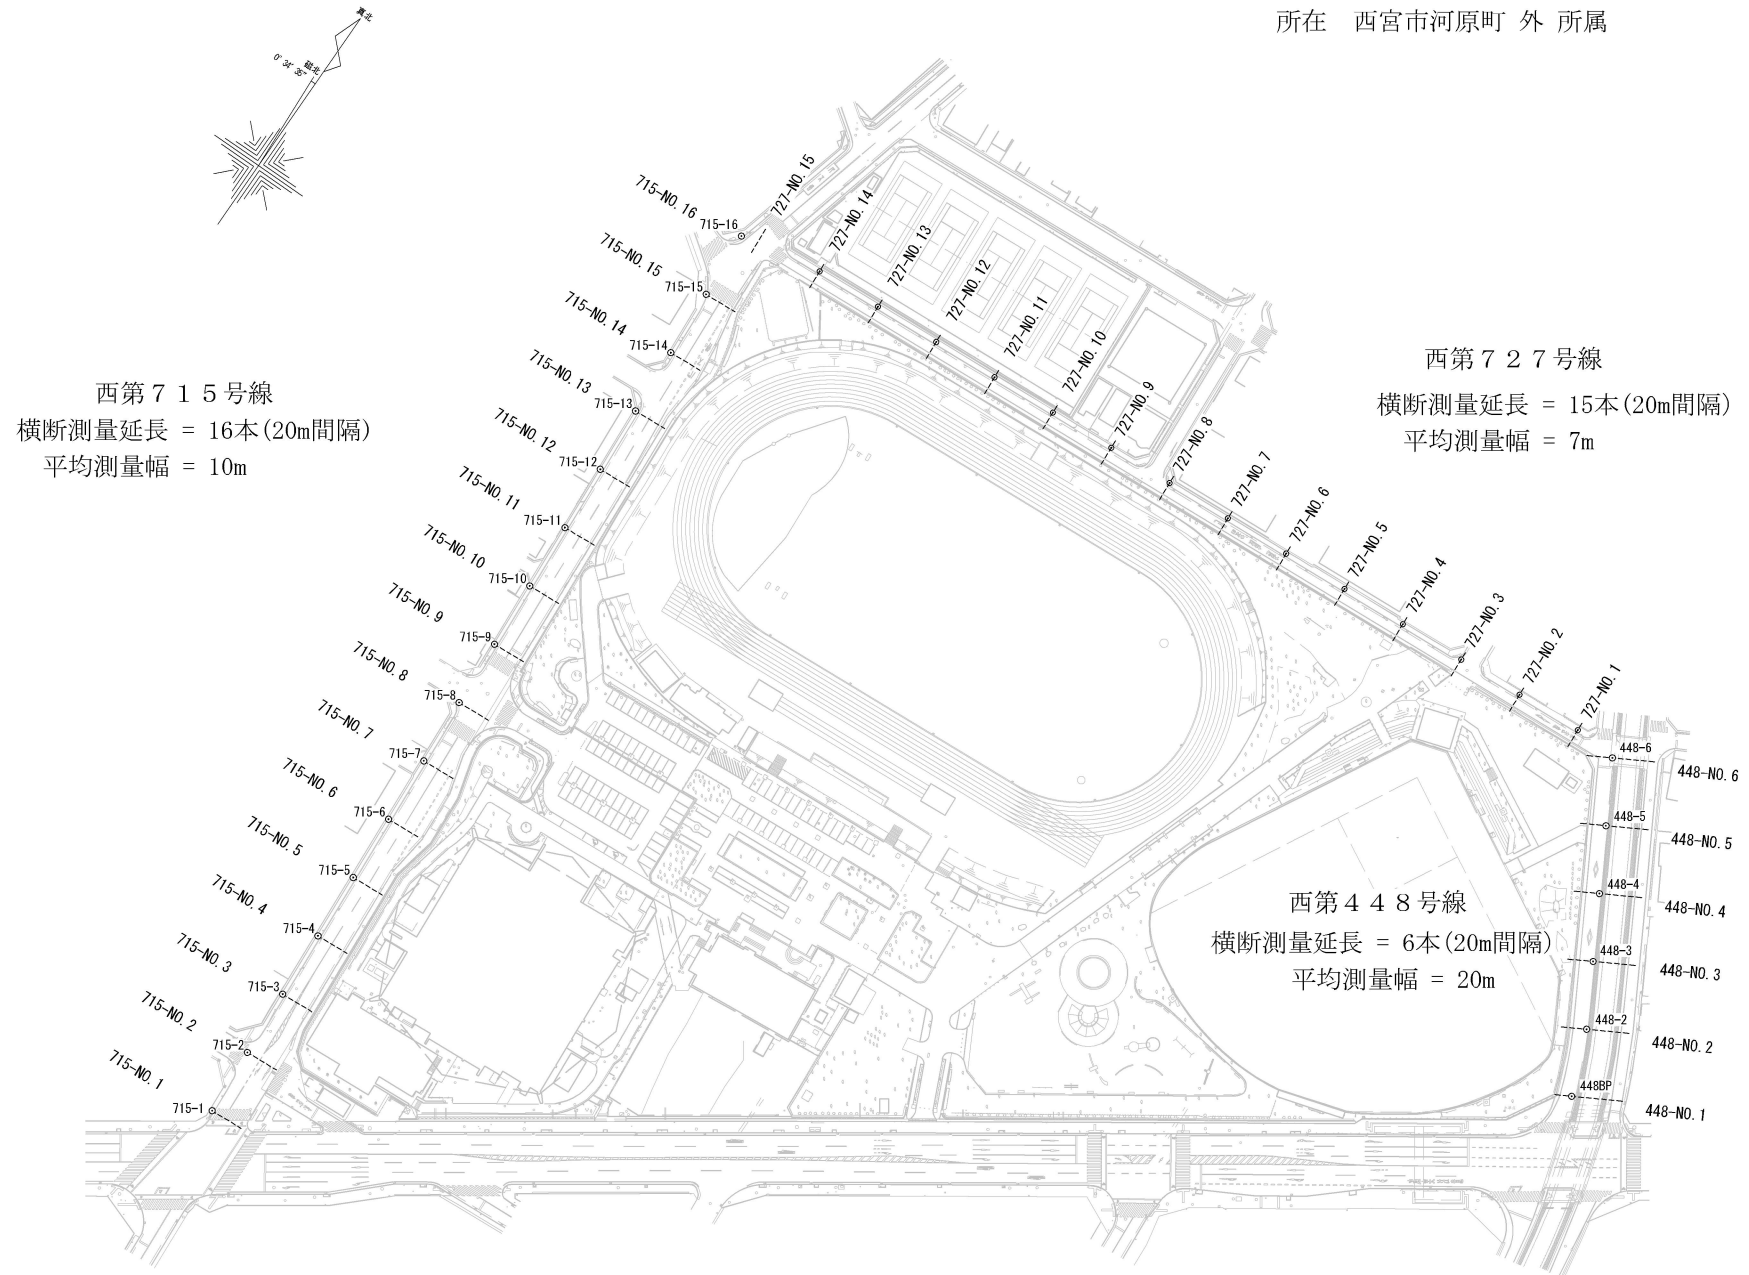 所在　西宮市河原町 外 所属
真北
磁北
0° 34′ 35″
西第７１５号線
横断測量延長 = 16本(20m間隔)
平均測量幅 = 10m
西第７２７号線
横断測量延長 = 15本(20m間隔)
平均測量幅 = 7m
西第４４８号線
横断測量延長 = 6本(20m間隔)
平均測量幅 = 20m
715-NO.16
715-16
715-NO.15
715-15
715-NO.14
715-14
715-NO.13
715-13
715-NO.12
715-12
715-NO.11
715-11
715-NO.10
715-10
715-NO.9
715-9
715-NO.8
715-8
715-NO.7
715-7
715-NO.6
715-6
715-NO.5
715-5
715-NO.4
715-4
715-NO.3
715-3
715-NO.2
715-2
715-NO.1
715-1
727-NO.15
727-NO.14
727-NO.13
727-NO.12
727-NO.11
727-NO.10
727-NO.9
727-NO.8
727-NO.7
727-NO.6
727-NO.5
727-NO.4
727-NO.3
727-NO.2
727-NO.1
448-6
448-NO.6
448-5
448-NO.5
448-4
448-NO.4
448-3
448-NO.3
448-2
448-NO.2
448BP
448-NO.1